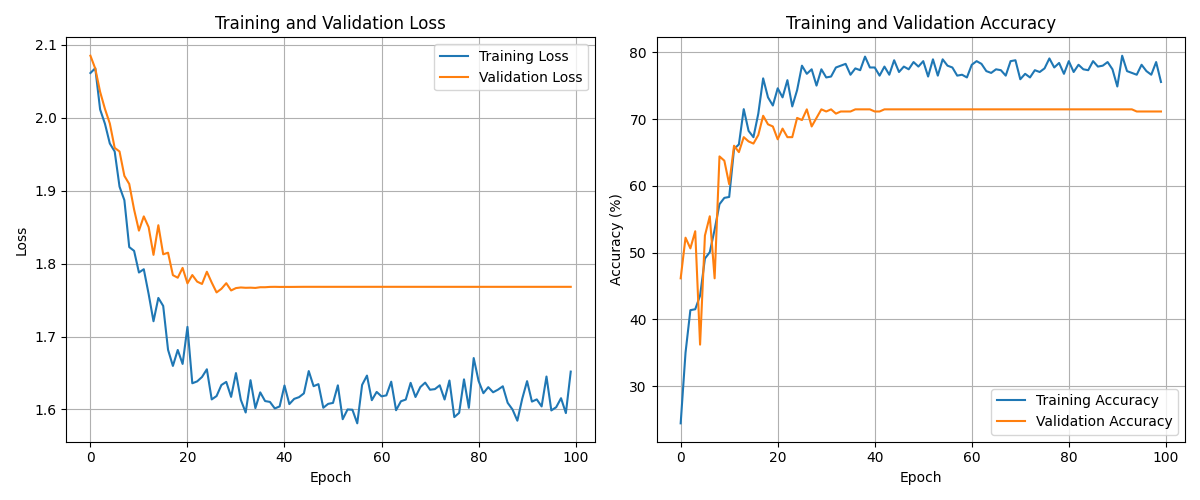 Training and Validation Loss
2.1
2.0
1.9
1.8
1.7
1.6
Loss
0
20
40
60
80
100
Epoch
Training Loss
Validation Loss
Training and Validation Accuracy
80
70
60
50
40
30
Accuracy (%)
0
20
40
60
80
100
Epoch
Training Accuracy
Validation Accuracy